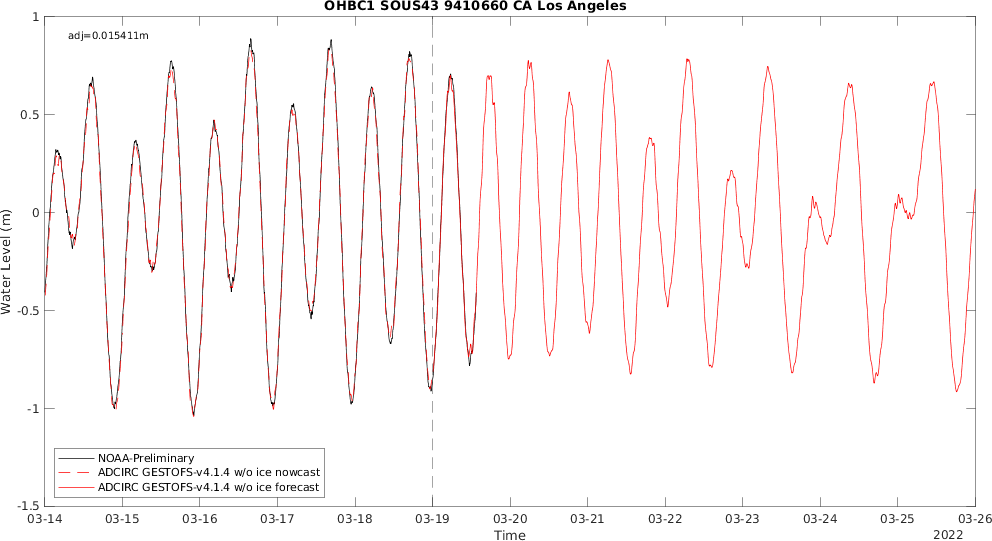 OHBC1 SOUS43 9410660 CA Los Angeles
adj=0.015411m
1
0.5
0
-0.5
-1
-1.5
Water Level (m)
NOAA-Preliminary
ADCIRC GESTOFS-v4.1.4 w/o ice nowcast
ADCIRC GESTOFS-v4.1.4 w/o ice forecast
03-14 03-15 03-16 03-17 03-18 03-19 03-20 03-21 03-22 03-23 03-24 03-25 03-26
Time
2022